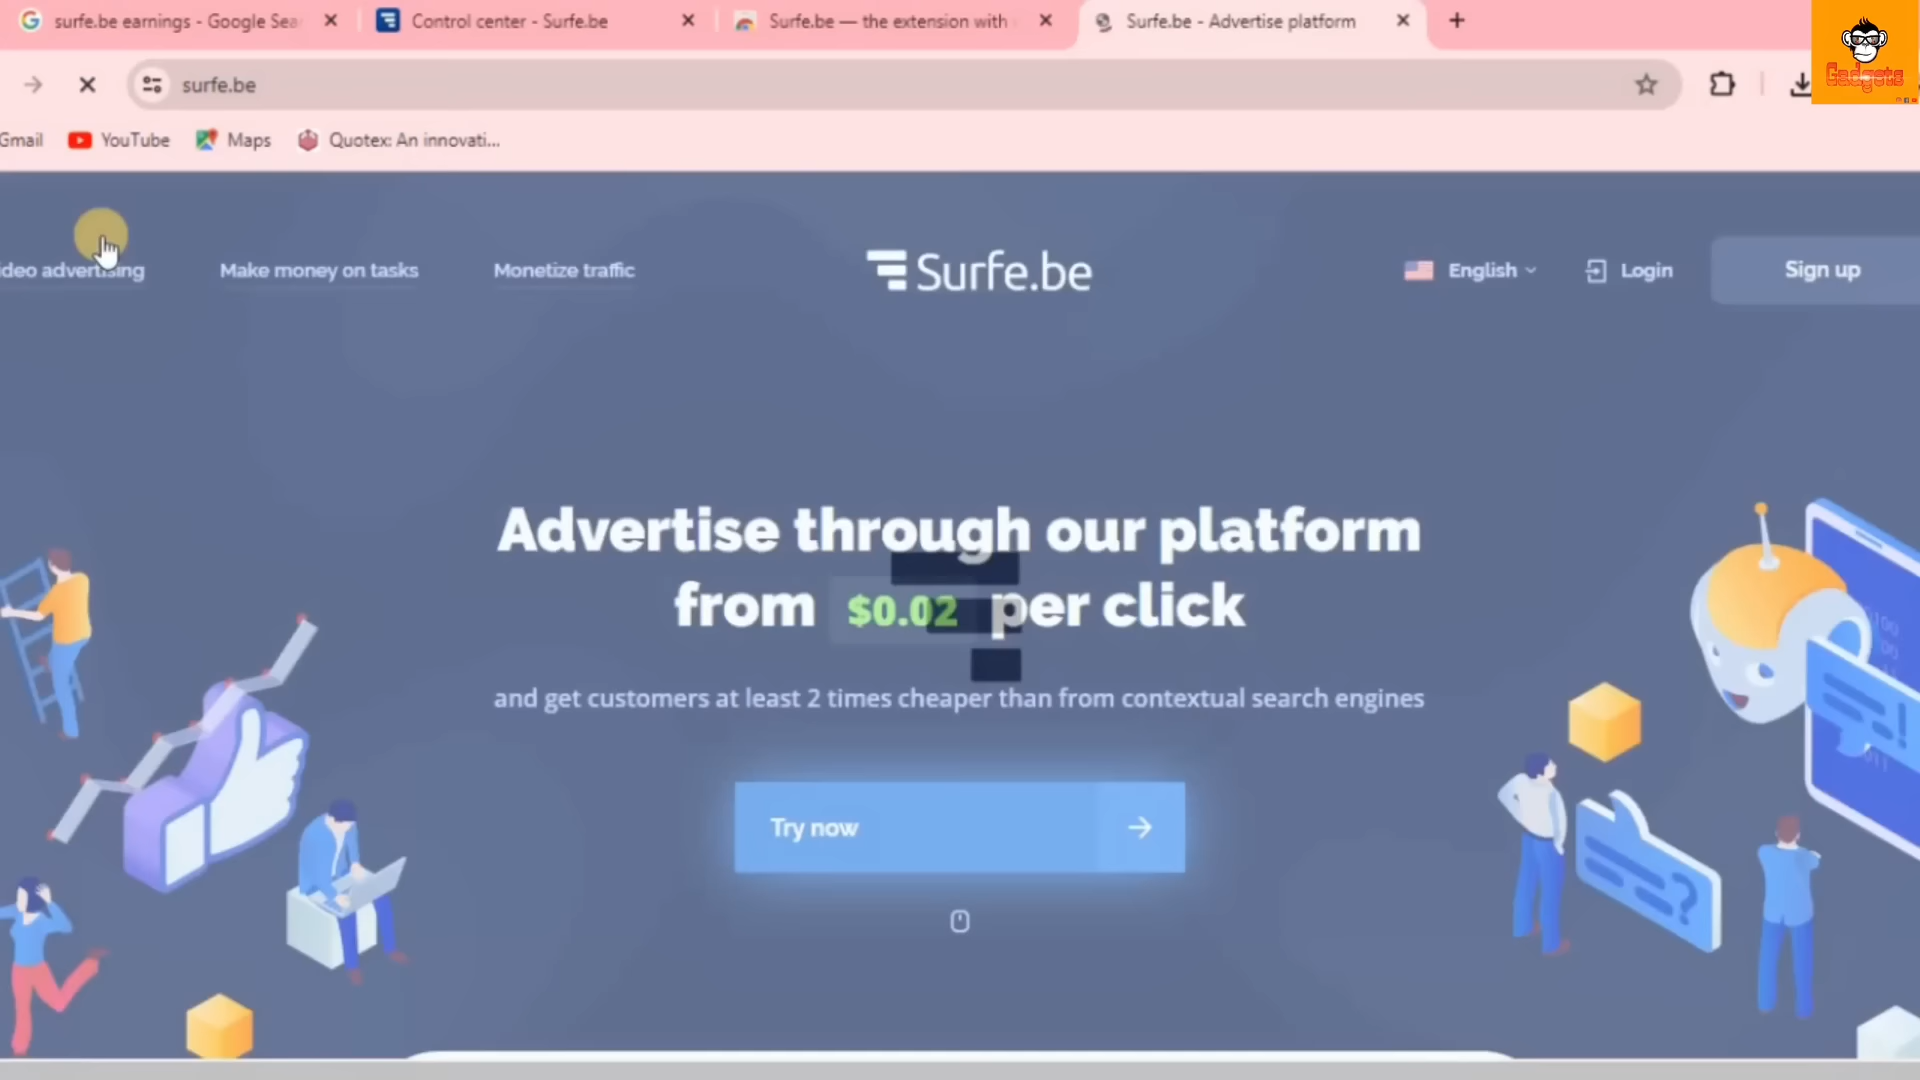 surfe.be earnings - Google Sea
Control center - Surfe.be
Surfe.be — the extension with
Surfe.be - Advertise platform
Gadgets
surfe.be
Gmail
YouTube
Maps
Quotex: An innovati...
ideo advertising
Make money on tasks
Monetize traffic
Surfe.be
English
Login
Sign up
Advertise through our platform
from $0.02 per click
and get customers at least 2 times cheaper than from contextual search engines
Try now